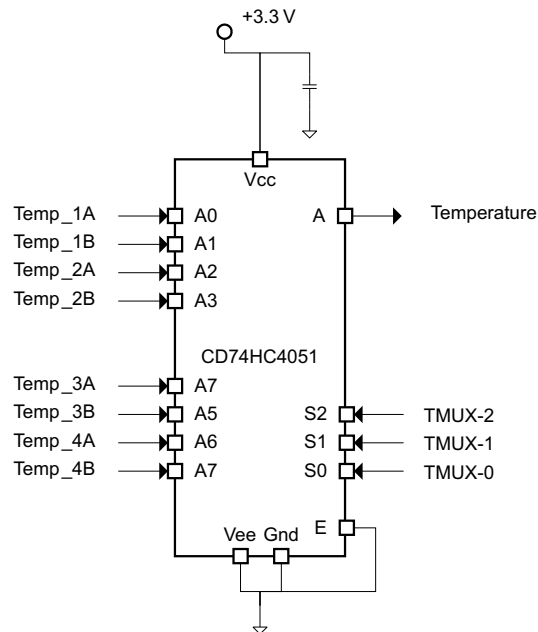 +3.3 V
Vcc
Temp_1A A0 A Temperature
Temp_1B A1
Temp_2A A2
Temp_2B A3
CD74HC4051
Temp_3A A7
Temp_3B A5 S2 TMUX-2
Temp_4A A6 S1 TMUX-1
Temp_4B A7 S0 TMUX-0
E
Vee Gnd